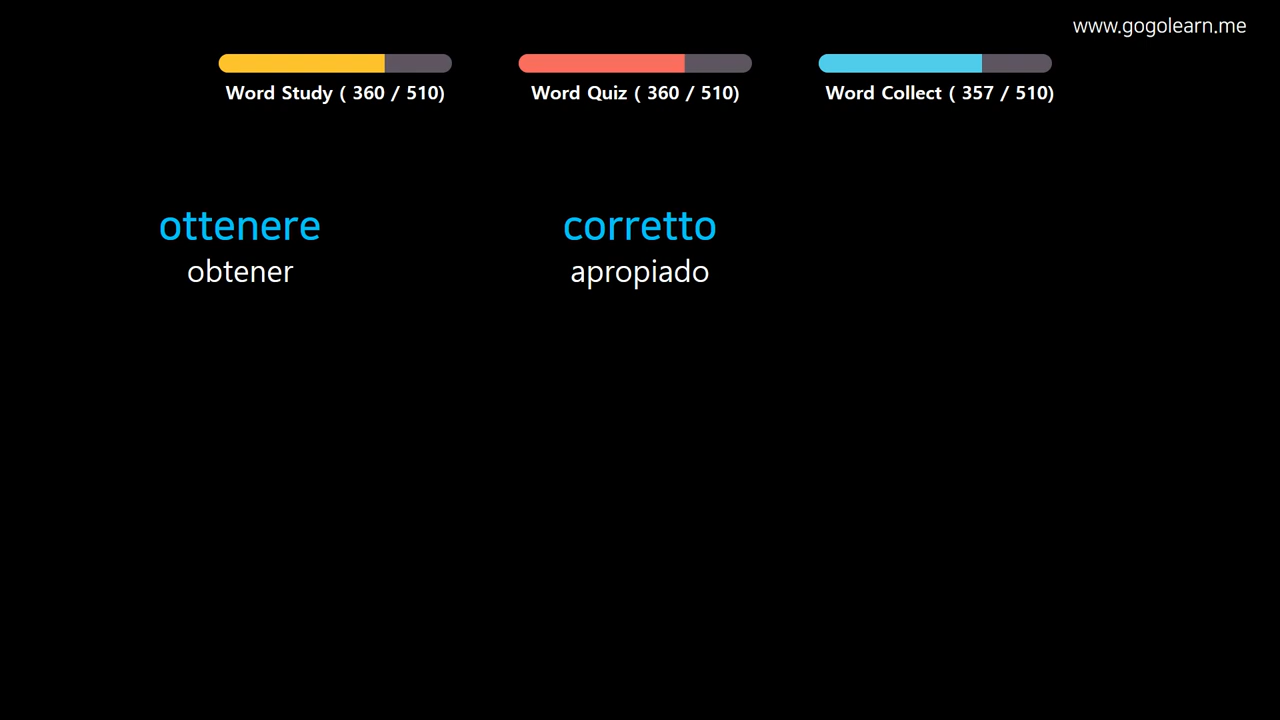 www.gogolearn.me
Word Study ( 360 / 510)
Word Quiz ( 360 / 510)
Word Collect ( 357 / 510)
ottenere
obtener
corretto
apropiado